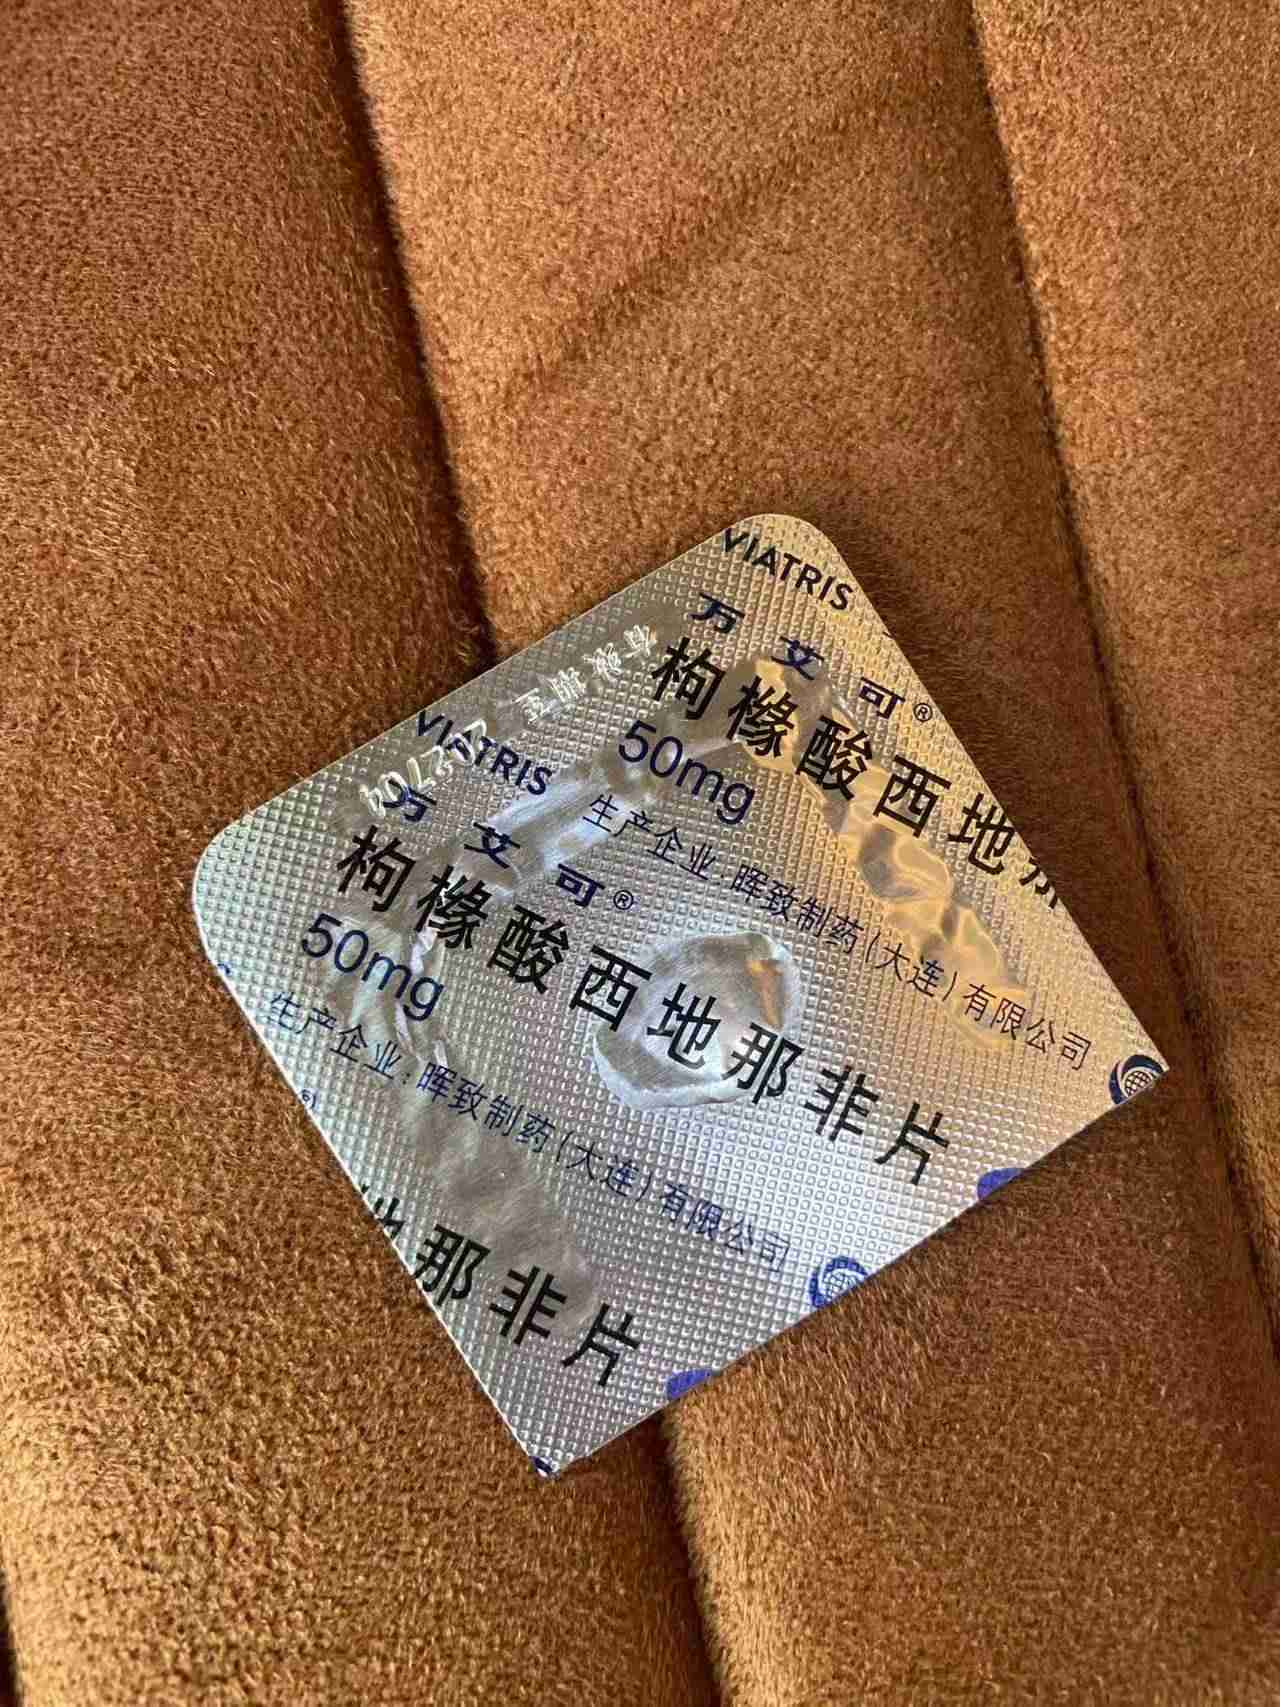 VIATRIS
万艾可®
枸橼酸西地那
50mg
生产企业:晖致制药(大连)有限公司
VIATRIS
万艾可®
枸橼酸西地那非片
50mg
生产企业:晖致制药(大连)有限公司
地那非片